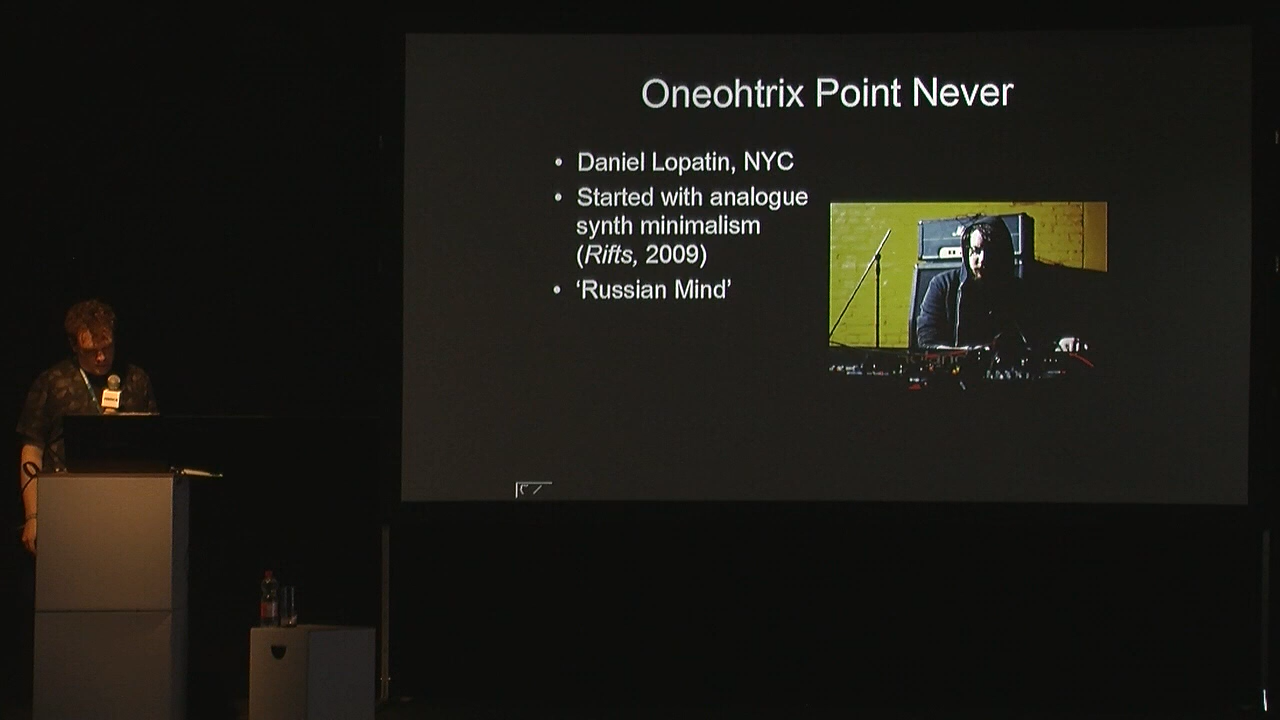 Oneohtrix Point Never
• Daniel Lopatin, NYC
• Started with analogue
synth minimalism
(Rifts, 2009)
• ‘Russian Mind’